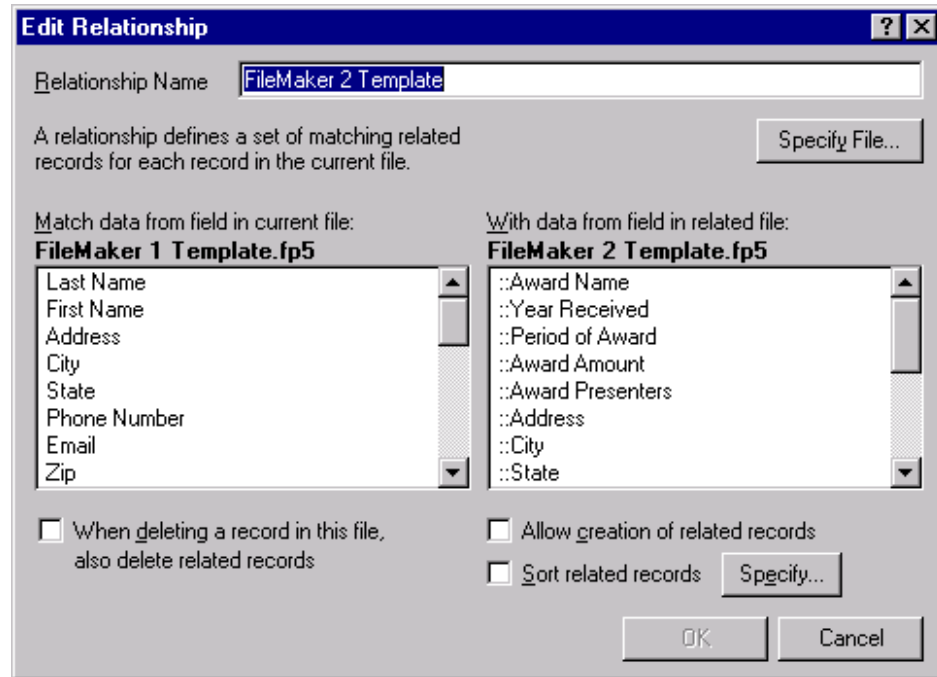 Edit Relationship
?
Relationship Name FileMaker 2 Template
A relationship defines a set of matching related
records for each record in the current file.
Specify File...
Match data from field in current file:
FileMaker 1 Template.fp5
Last Name
First Name
Address
City
State
Phone Number
Email
Zip
With data from field in related file:
FileMaker 2 Template.fp5
::Award Name
::Year Received
::Period of Award
::Award Amount
::Award Presenters
::Address
::City
::State
When deleting a record in this file,
also delete related records
Allow creation of related records
Sort related records Specify...
OK Cancel